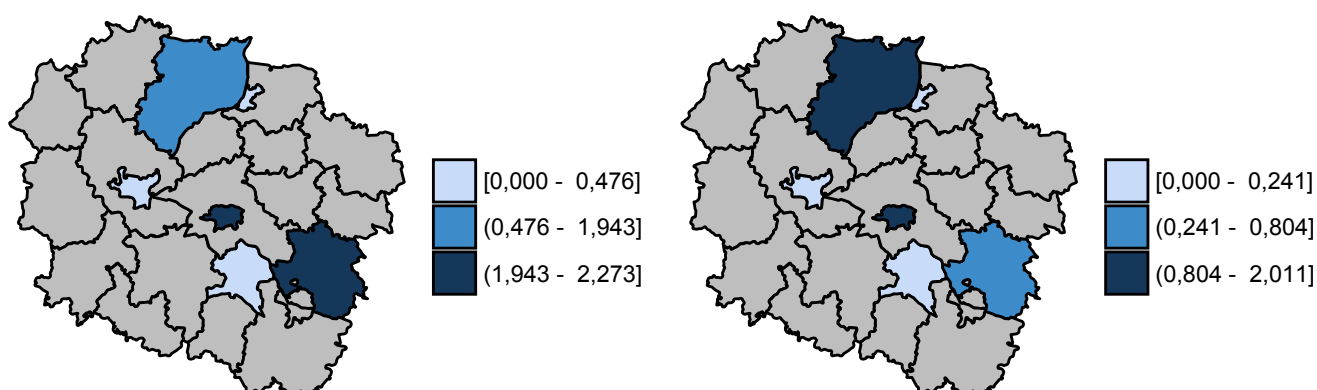 [0,000 - 0,476]
(0,476 - 1,943]
(1,943 - 2,273]
[0,000 - 0,241]
(0,241 - 0,804]
(0,804 - 2,011]